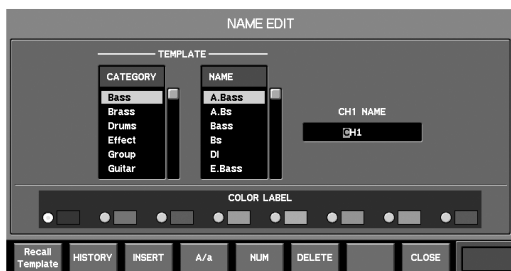 NAME EDIT
TEMPLATE
CATEGORY
Bass
Brass
Drums
Effect
Group
Guitar
NAME
A.Bass
A.Bs
Bass
Bs
DI
E.Bass
CH1 NAME
CH1
COLOR LABEL
Recall
Template
HISTORY
INSERT
A/a
NUM
DELETE
CLOSE